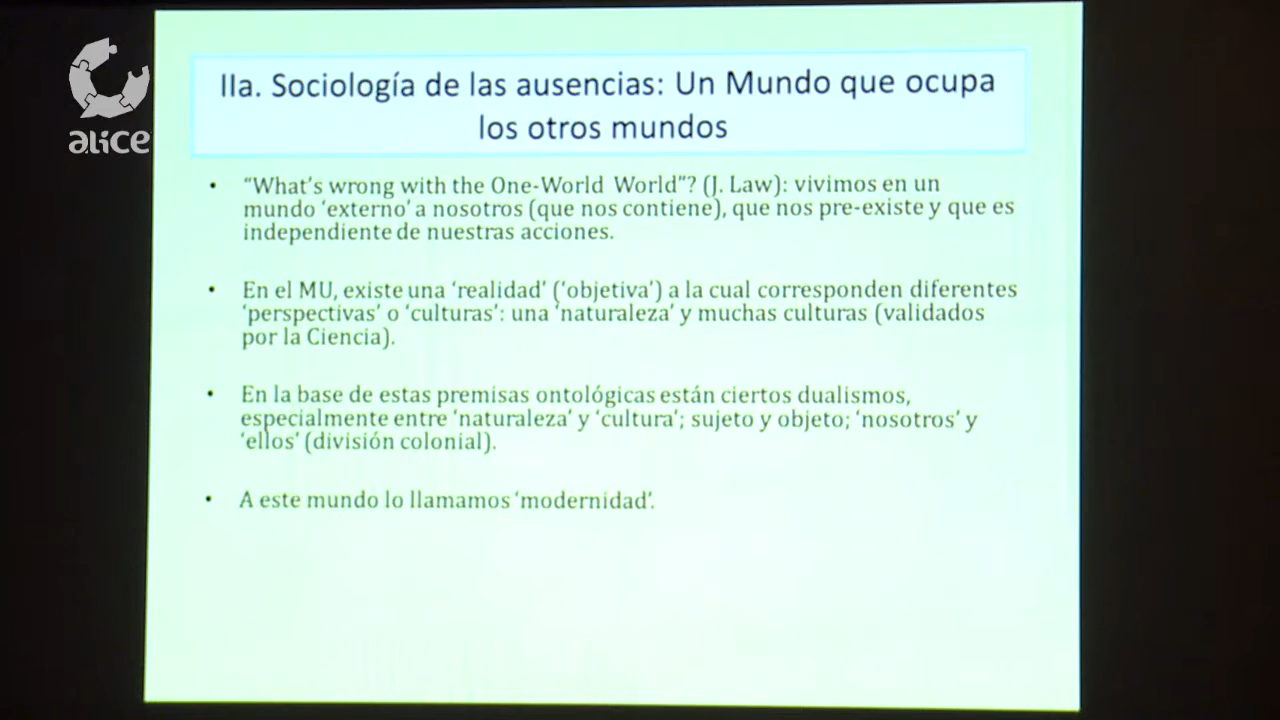 alice
IIa. Sociología de las ausencias: Un Mundo que ocupa
los otros mundos
• “What’s wrong with the One-World World”? (J. Law): vivimos en un
mundo ‘externo’ a nosotros (que nos contiene), que nos pre-existe y que es
independiente de nuestras acciones.
• En el MU, existe una ‘realidad’ (‘objetiva’) a la cual corresponden diferentes
‘perspectivas’ o ‘culturas’: una ‘naturaleza’ y muchas culturas (validados
por la Ciencia).
• En la base de estas premisas ontológicas están ciertos dualismos,
especialmente entre ‘naturaleza’ y ‘cultura’; sujeto y objeto; ‘nosotros’ y
‘ellos’ (división colonial).
• A este mundo lo llamamos ‘modernidad’.